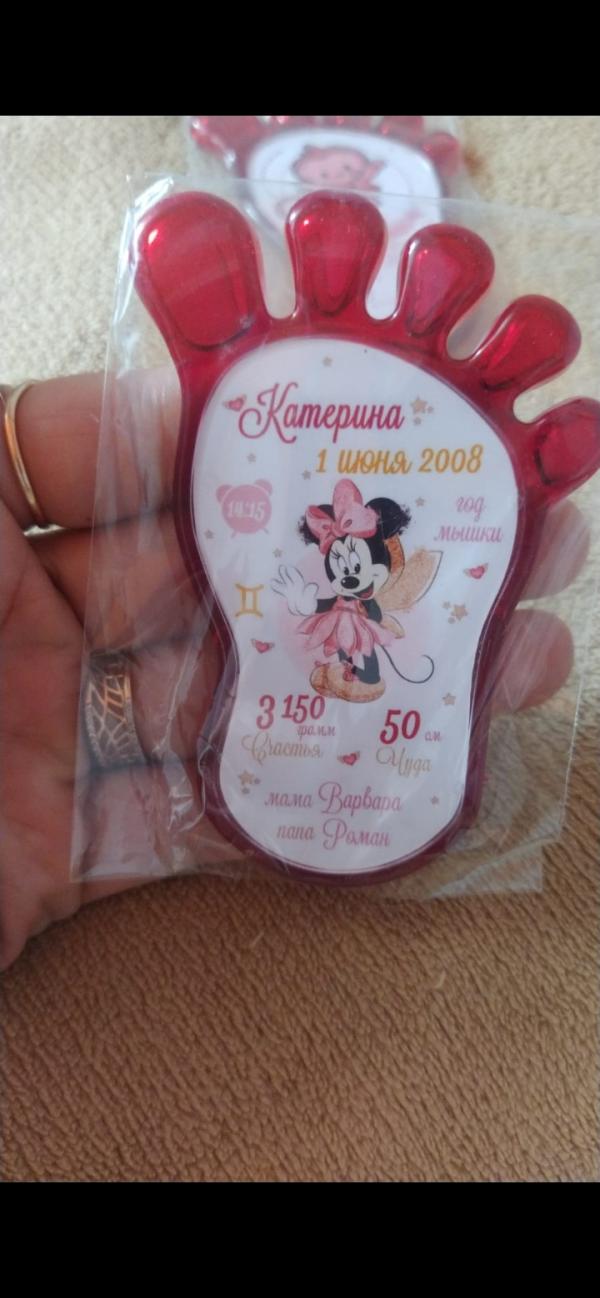 Катерина
1 июня 2008
14:15
год
мышки
3 150
грамм
Счастья
50 см
Чуда
мама Варвара
папа Роман